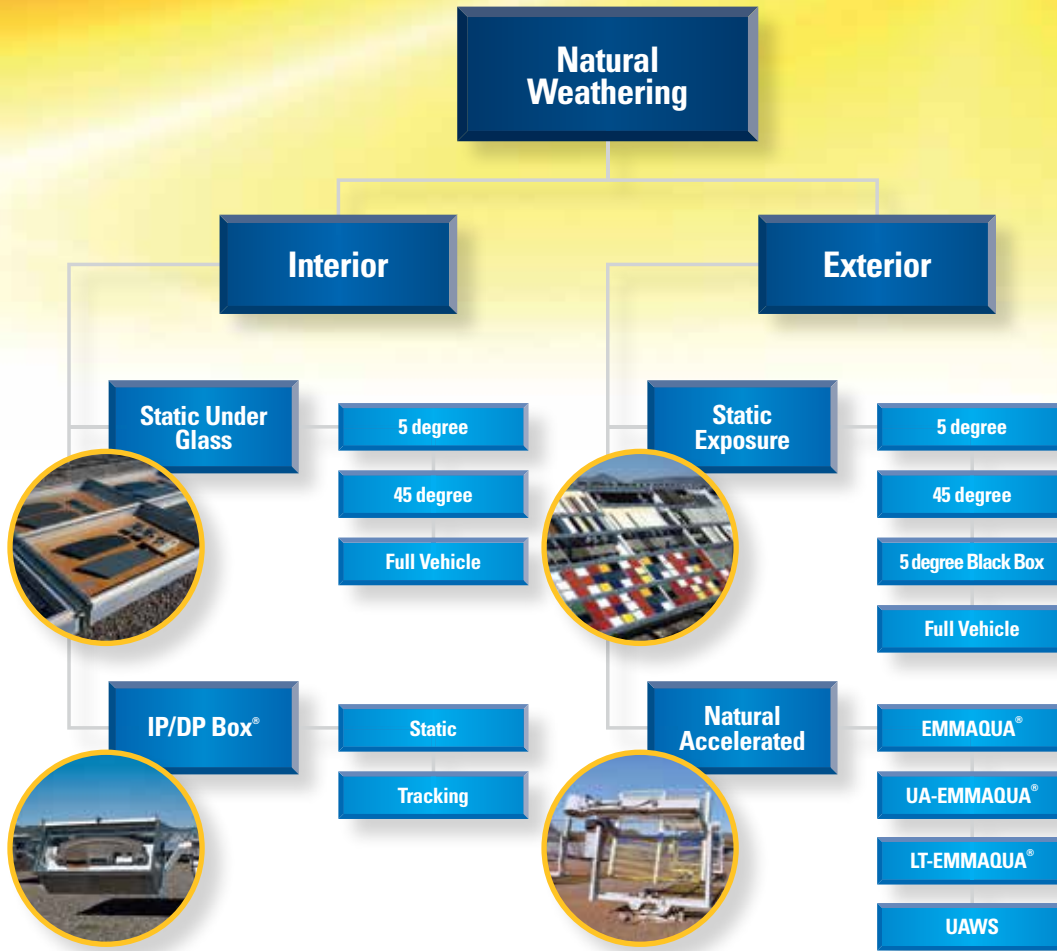 Natural
Weathering
Interior
Exterior
Static Under
Glass
5 degree
45 degree
Full Vehicle
Static
Exposure
5 degree
45 degree
5 degree Black Box
Full Vehicle
IP/DP Box®
Static
Tracking
Natural
Accelerated
EMMAQUA®
UA-EMMAQUA®
LT-EMMAQUA®
UAWS